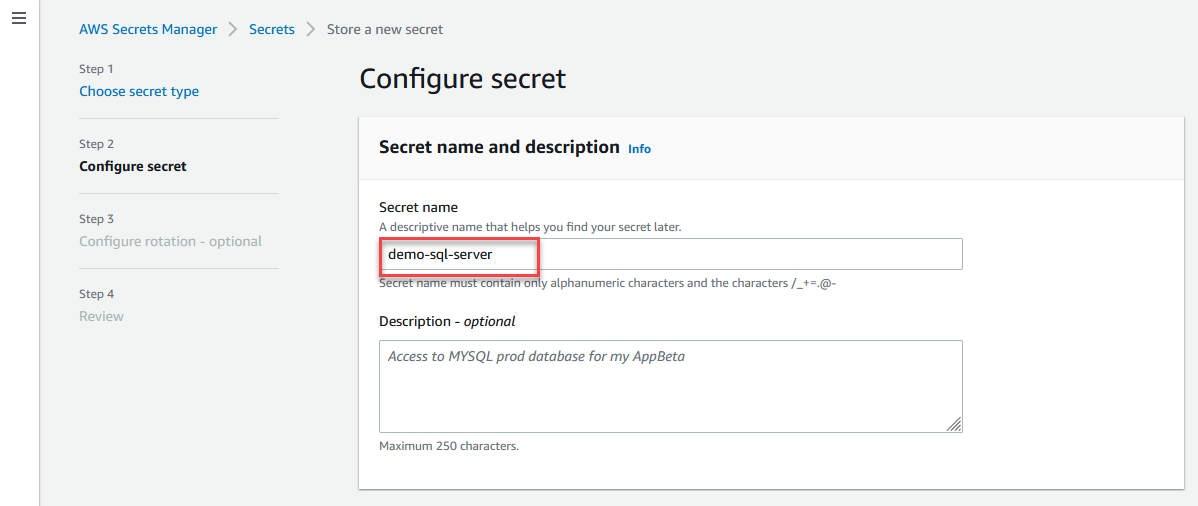 AWS Secrets Manager > Secrets > Store a new secret
Step 1
Choose secret type
Step 2
Configure secret
Step 3
Configure rotation - optional
Step 4
Review
Configure secret
Secret name and description Info
Secret name
A descriptive name that helps you find your secret later.
demo-sql-server
Secret name must contain only alphanumeric characters and the characters /_+=.@-
Description - optional
Access to MYSQL prod database for my AppBeta
Maximum 250 characters.